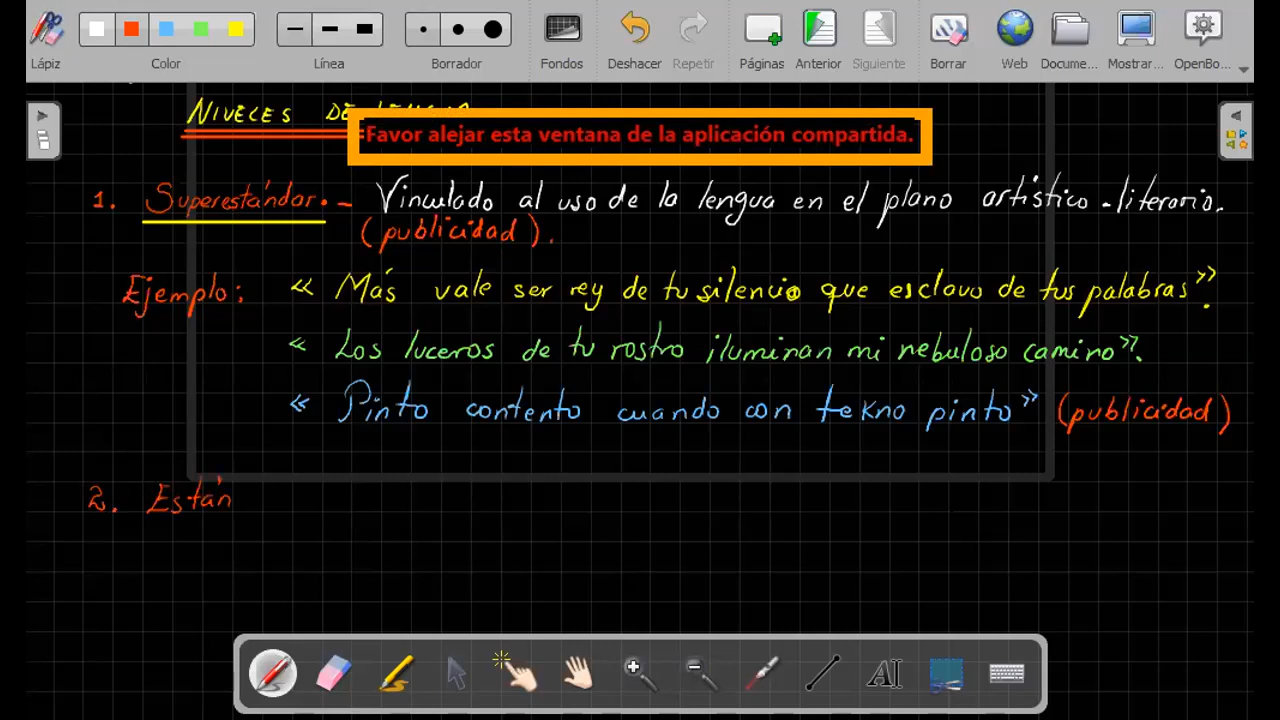 Lápiz Color Línea Borrador Fondos Deshacer Repetir Páginas Anterior Siguiente Borrar Web Docume... Mostrar... OpenBo...
NIVELES DE LENGUA
Favor alejar esta ventana de la aplicación compartida.
1. Superestándar.- Vinculado al uso de la lengua en el plano artístico-literario.
(publicidad).
Ejemplo: « Más vale ser rey de tu silencio que esclavo de tus palabras».
« Los luceros de tu rostro iluminan mi nebuloso camino».
« Pinto contento cuando con tekno pinto» (publicidad)
2. Están
AI